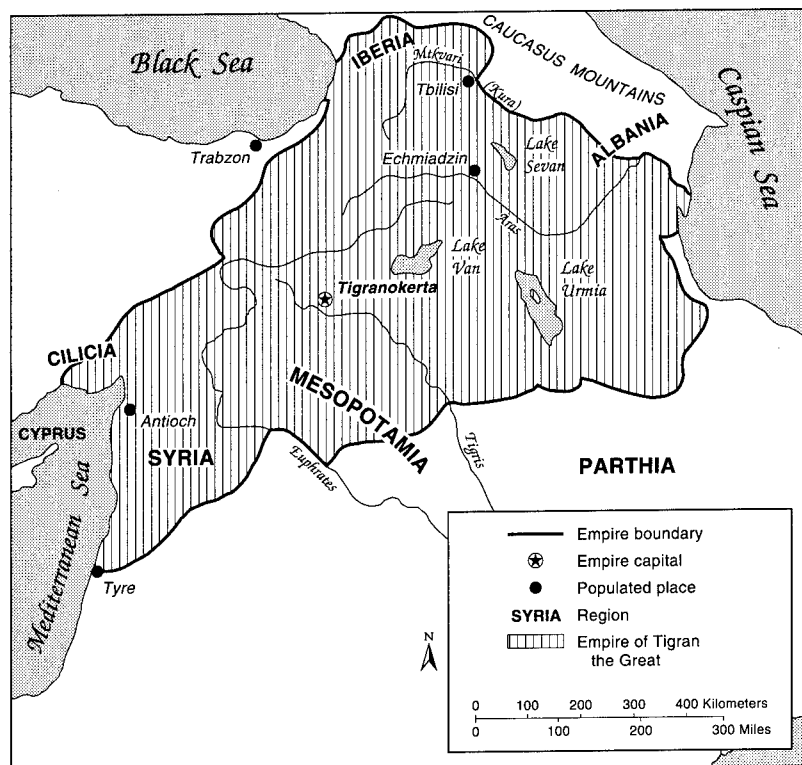 Black Sea
IBERIA
CAUCASUS MOUNTAINS
Mtkvari
(Kura)
Tbilisi
Caspian Sea
Trabzon
Echmiadzin
Lake
Sevan
ALBANIA
Aras
Lake
Van
Lake
Urmia
Tigranokerta
CILICIA
MESOPOTAMIA
Antioch
CYPRUS
SYRIA
Euphrates
Tigris
PARTHIA
Mediterranean Sea
Tyre
N
Empire boundary
Empire capital
Populated place
SYRIA Region
Empire of Tigran
the Great
0 100 200 300 400 Kilometers
0 100 200 300 Miles